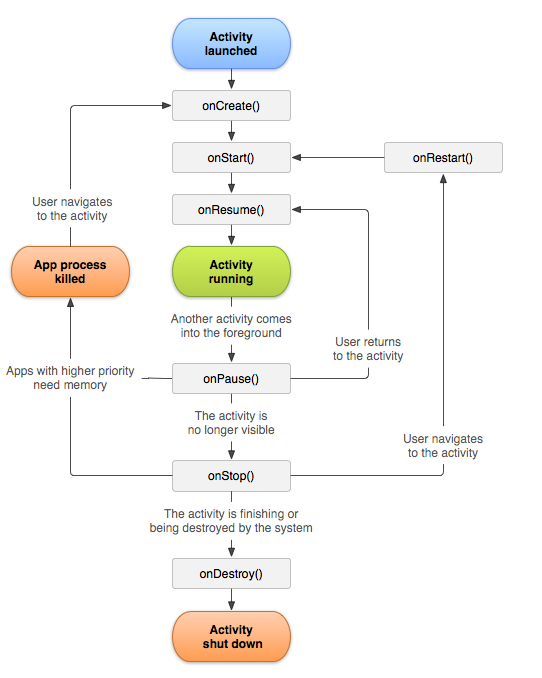 Activity
launched
onCreate()
onStart()
onRestart()
User navigates
to the activity
onResume()
App process
killed
Activity
running
Another activity comes
into the foreground
User returns
to the activity
Apps with higher priority
need memory
onPause()
The activity is
no longer visible
User navigates
to the activity
onStop()
The activity is finishing or
being destroyed by the system
onDestroy()
Activity
shut down